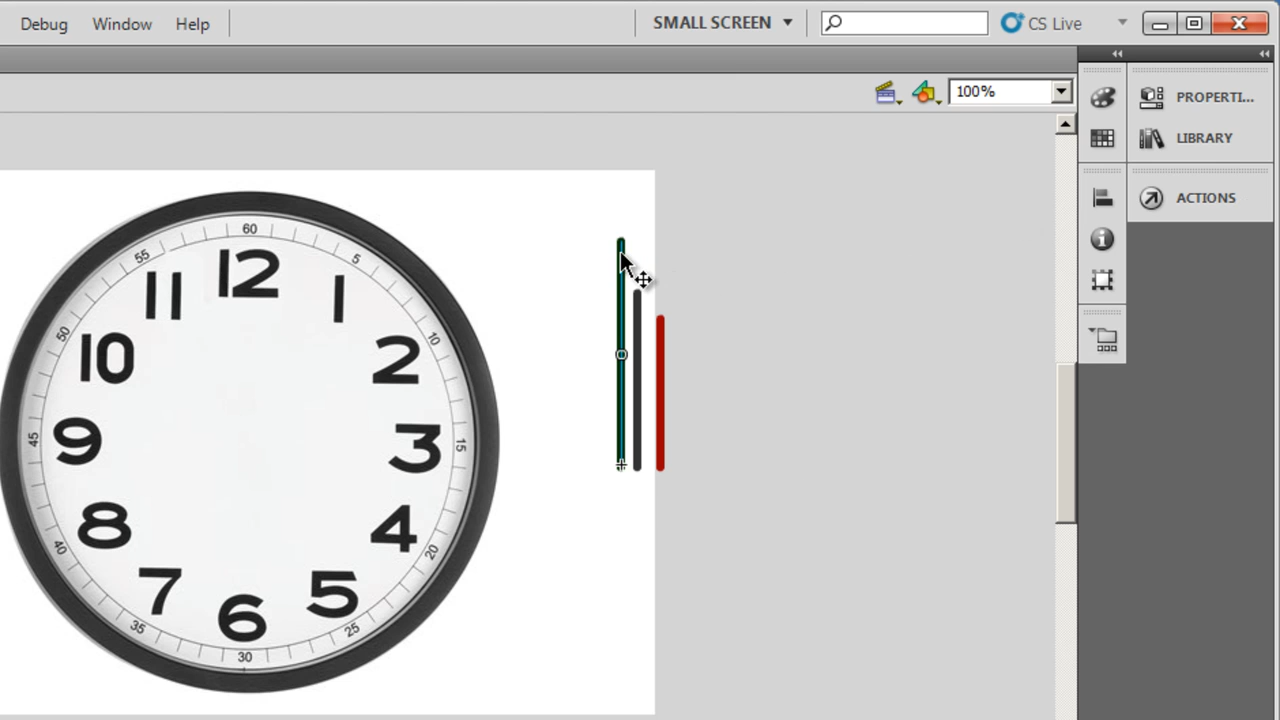 Debug Window Help SMALL SCREEN CS Live
100%
PROPERTI...
LIBRARY
ACTIONS
60
55 5
12
11 1
50 10
10 2
45 9 3 15
8 4
40 20
7 5
6
35 25
30